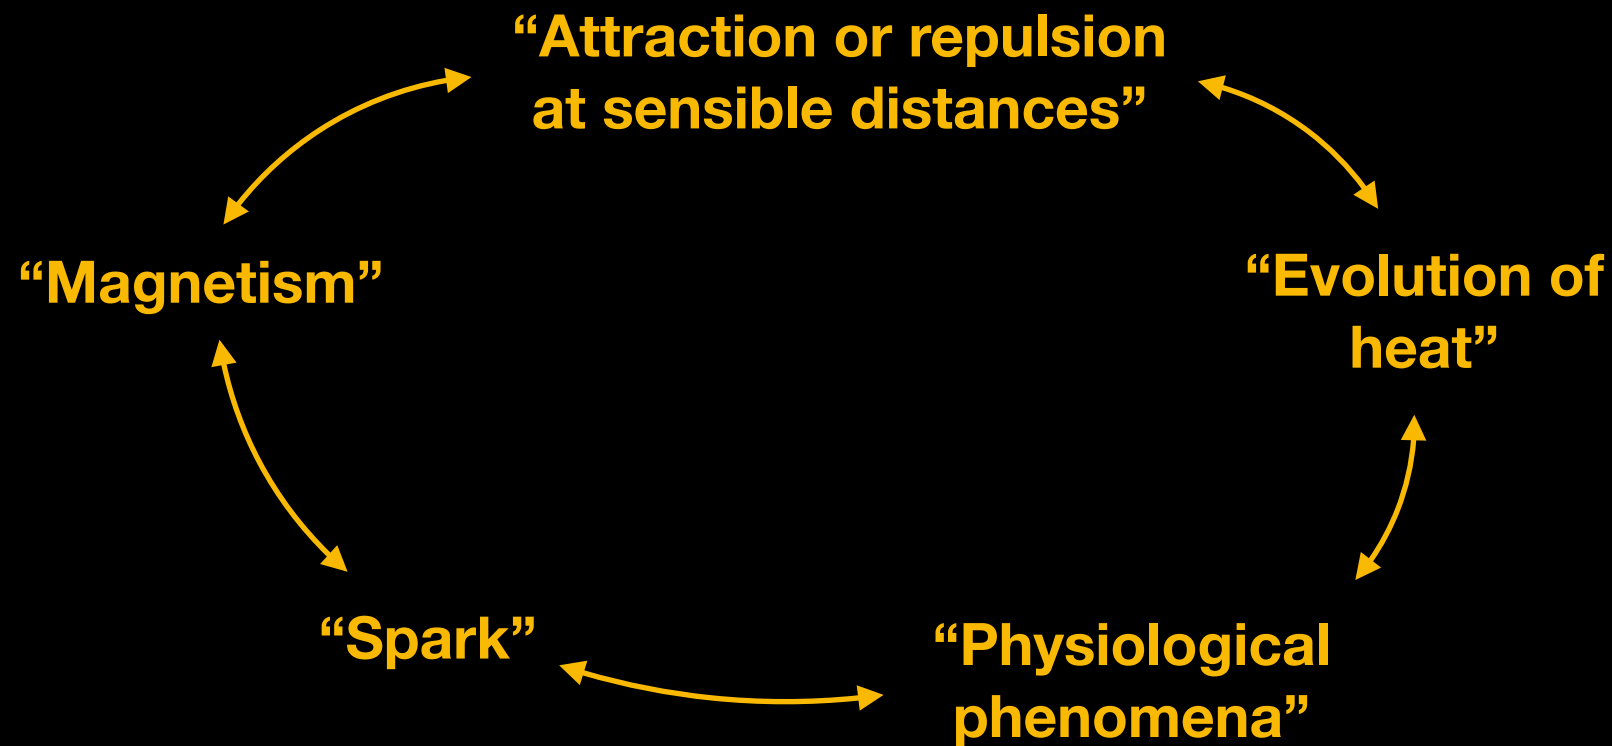 “Attraction or repulsion
at sensible distances”
“Magnetism”
“Evolution of
heat”
“Spark”
“Physiological
phenomena”